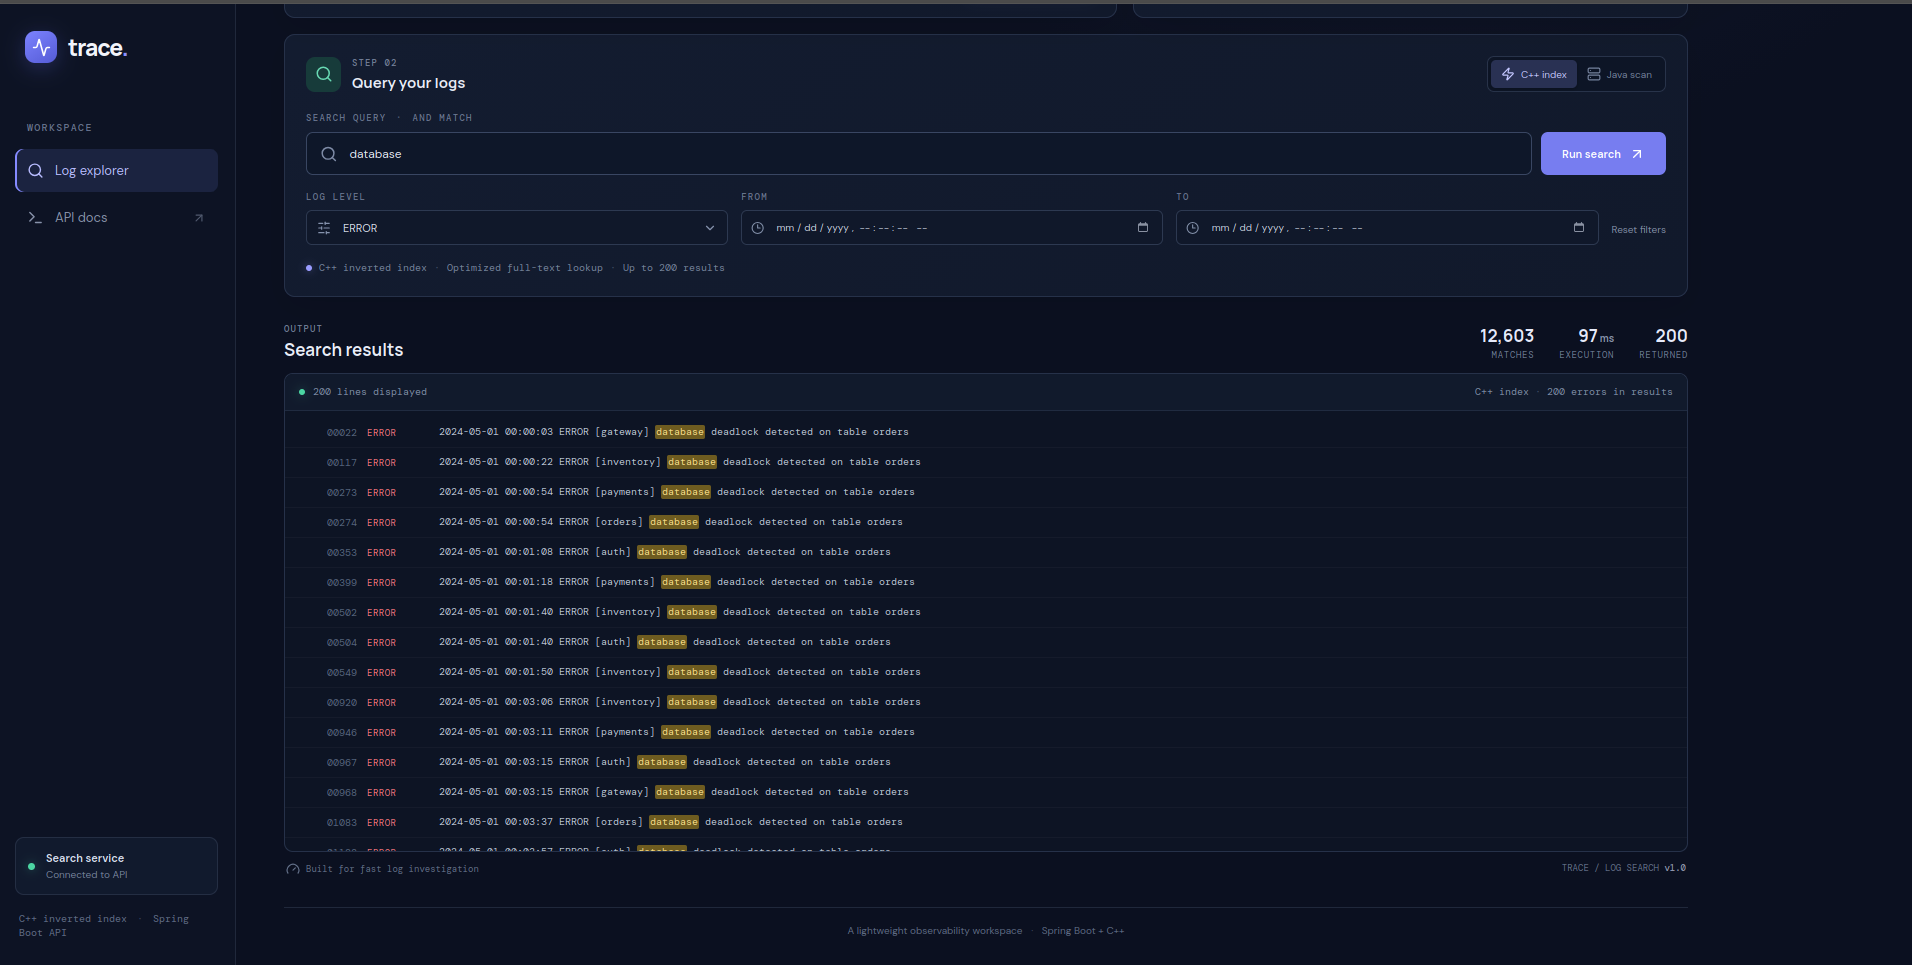 trace.
WORKSPACE
Log explorer
API docs
Search service
Connected to API
C++ inverted index · Spring
Boot API
STEP 02
Query your logs
C++ index
Java scan
SEARCH QUERY · AND MATCH
database
Run search
LOG LEVEL
FROM
TO
ERROR
mm / dd / yyyy , -- : -- : -- --
mm / dd / yyyy , -- : -- : -- --
Reset filters
C++ inverted index · Optimized full-text lookup · Up to 200 results
OUTPUT
Search results
12,603
MATCHES
97 ms
EXECUTION
200
RETURNED
200 lines displayed
C++ index · 200 errors in results
00022 ERROR 2024-05-01 00:00:03 ERROR [gateway] database deadlock detected on table orders
00117 ERROR 2024-05-01 00:00:22 ERROR [inventory] database deadlock detected on table orders
00273 ERROR 2024-05-01 00:00:54 ERROR [payments] database deadlock detected on table orders
00274 ERROR 2024-05-01 00:00:54 ERROR [orders] database deadlock detected on table orders
00353 ERROR 2024-05-01 00:01:08 ERROR [auth] database deadlock detected on table orders
00399 ERROR 2024-05-01 00:01:18 ERROR [payments] database deadlock detected on table orders
00502 ERROR 2024-05-01 00:01:40 ERROR [inventory] database deadlock detected on table orders
00504 ERROR 2024-05-01 00:01:40 ERROR [auth] database deadlock detected on table orders
00549 ERROR 2024-05-01 00:01:50 ERROR [inventory] database deadlock detected on table orders
00920 ERROR 2024-05-01 00:03:06 ERROR [inventory] database deadlock detected on table orders
00946 ERROR 2024-05-01 00:03:11 ERROR [payments] database deadlock detected on table orders
00967 ERROR 2024-05-01 00:03:15 ERROR [auth] database deadlock detected on table orders
00968 ERROR 2024-05-01 00:03:15 ERROR [gateway] database deadlock detected on table orders
01083 ERROR 2024-05-01 00:03:37 ERROR [orders] database deadlock detected on table orders
Built for fast log investigation
TRACE / LOG SEARCH v1.0
A lightweight observability workspace · Spring Boot + C++